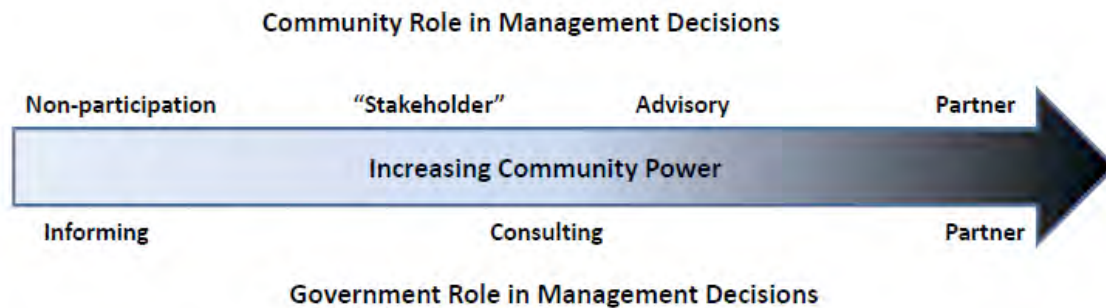 Community Role in Management Decisions
Non-participation “Stakeholder” Advisory Partner
Increasing Community Power
Informing Consulting Partner
Government Role in Management Decisions